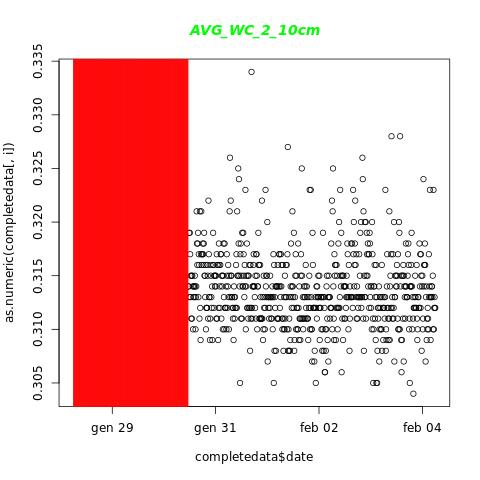 AVG_WC_2_10cm
as.numeric(completedata[, i])
0.335
0.330
0.325
0.320
0.315
0.310
0.305
gen 29
gen 31
feb 02
feb 04
completedata$date